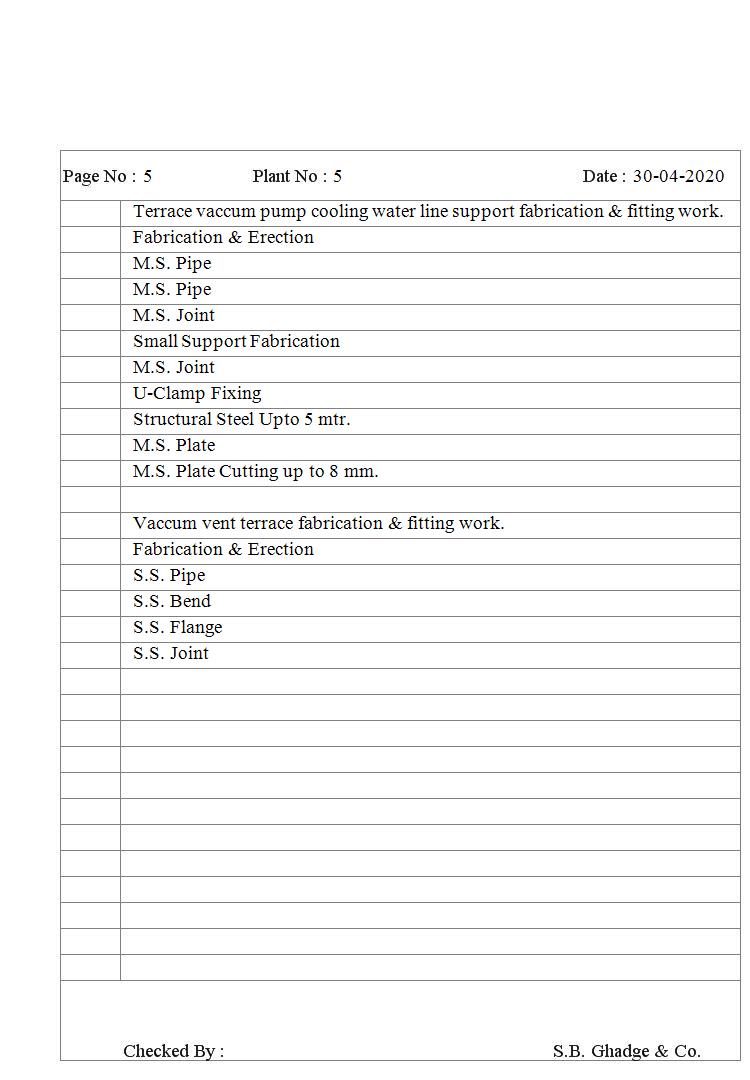 Page No : 5 Plant No : 5 Date : 30-04-2020
Terrace vaccum pump cooling water line support fabrication & fitting work.
Fabrication & Erection
M.S. Pipe
M.S. Pipe
M.S. Joint
Small Support Fabrication
M.S. Joint
U-Clamp Fixing
Structural Steel Upto 5 mtr.
M.S. Plate
M.S. Plate Cutting up to 8 mm.
Vaccum vent terrace fabrication & fitting work.
Fabrication & Erection
S.S. Pipe
S.S. Bend
S.S. Flange
S.S. Joint
Checked By : S.B. Ghadge & Co.